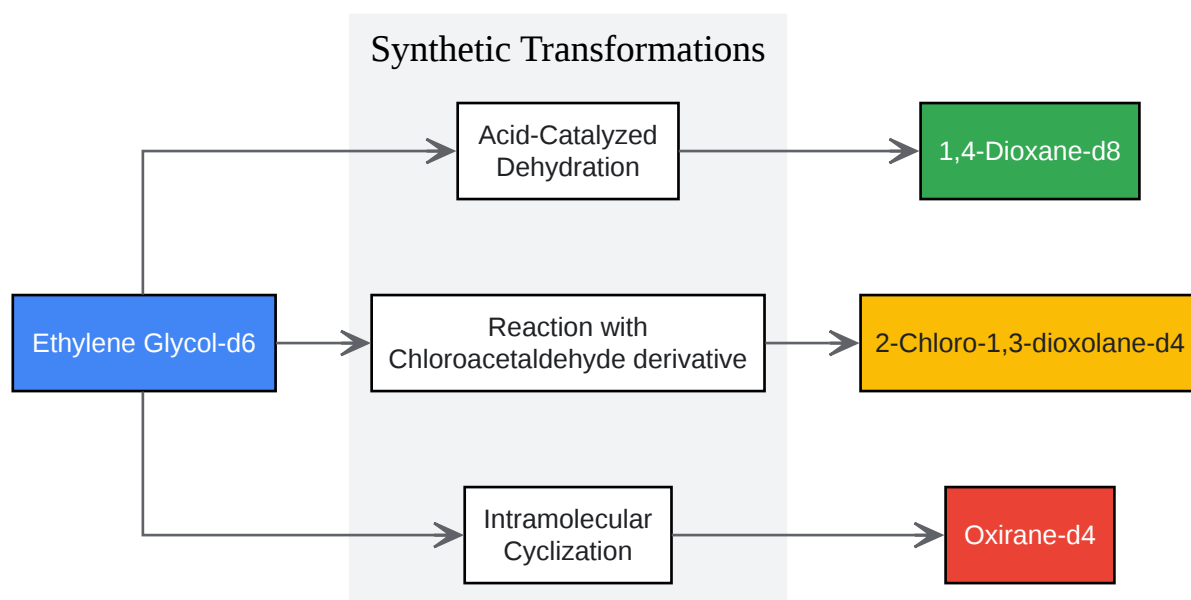 Synthetic Transformations
Acid-Catalyzed
Dehydration
1,4-Dioxane-d8
Ethylene Glycol-d6
Reaction with
Chloroacetaldehyde derivative
2-Chloro-1,3-dioxolane-d4
Intramolecular
Cyclization
Oxirane-d4